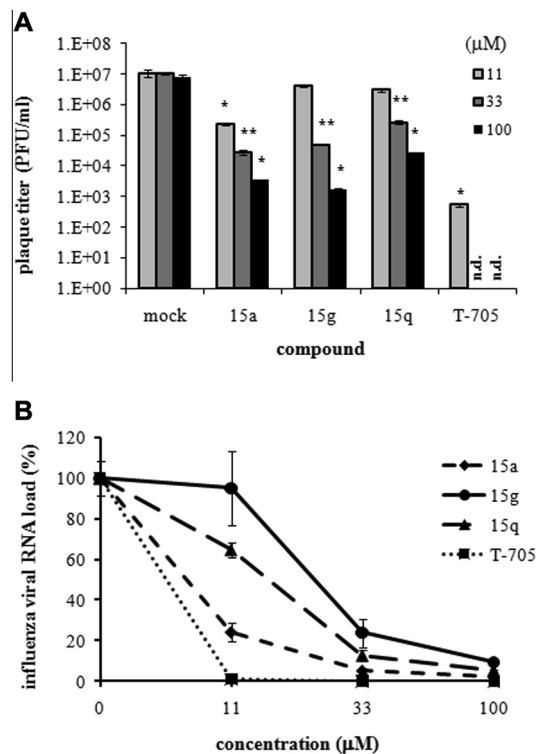 A
(μM)
11
33
100
1.E+08
1.E+07
1.E+06
1.E+05
1.E+04
1.E+03
1.E+02
1.E+01
1.E+00
plaque titer (PFU/ml)
*
**
*
**
*
**
*
*
n.d.
n.d.
mock
15a
15g
15q
T-705
compound
B
120
100
80
60
40
20
0
influenza viral RNA load (%)
15a
15g
15q
T-705
0
11
33
100
concentration (μM)